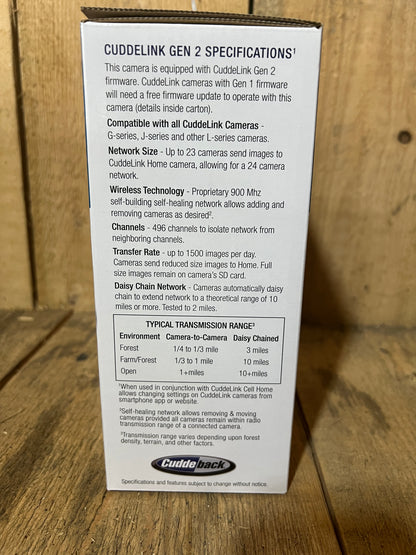 CUDDELINK GEN 2 SPECIFICATIONS¹
This camera is equipped with CuddeLink Gen 2
firmware. CuddeLink cameras with Gen 1 firmware
will need a free firmware update to operate with this
camera (details inside carton).
Compatible with all CuddeLink Cameras -
G-series, J-series and other L-series cameras.
Network Size - Up to 23 cameras send images to
CuddeLink Home camera, allowing for a 24 camera
network.
Wireless Technology - Proprietary 900 Mhz
self-building self-healing network allows adding and
removing cameras as desired².
Channels - 496 channels to isolate network from
neighboring channels.
Transfer Rate - up to 1500 images per day.
Cameras send reduced size images to Home. Full
size images remain on camera's SD card.
Daisy Chain Network - Cameras automatically daisy
chain to extend network to a theoretical range of 10
miles or more. Tested to 2 miles.
TYPICAL TRANSMISSION RANGE³
Environment Camera-to-Camera Daisy Chained
Forest 1/4 to 1/3 mile 3 miles
Farm/Forest 1/3 to 1 mile 10 miles
Open 1+miles 10+miles
¹When used in conjunction with CuddeLink Cell Home
allows changing settings on CuddeLink cameras from
smartphone app or website.
²Self-healing network allows removing & moving
cameras provided all cameras remain within radio
transmission range of a connected camera.
³Transmission range varies depending upon forest
density, terrain, and other factors.
Cuddeback
Specifications and features subject to change without notice.